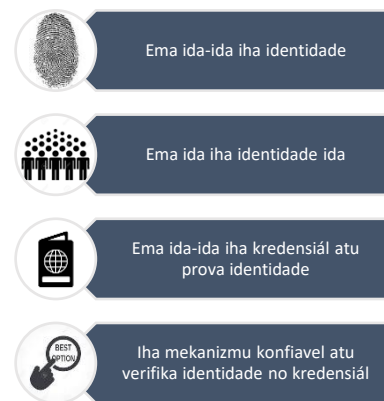 Ema ida-ida iha identidade
Ema ida iha identidade ida
Ema ida-ida iha kredensiál atu
prova identidade
BEST
OPTION
Iha mekanizmu konfiavel atu
verifika identidade no kredensiál